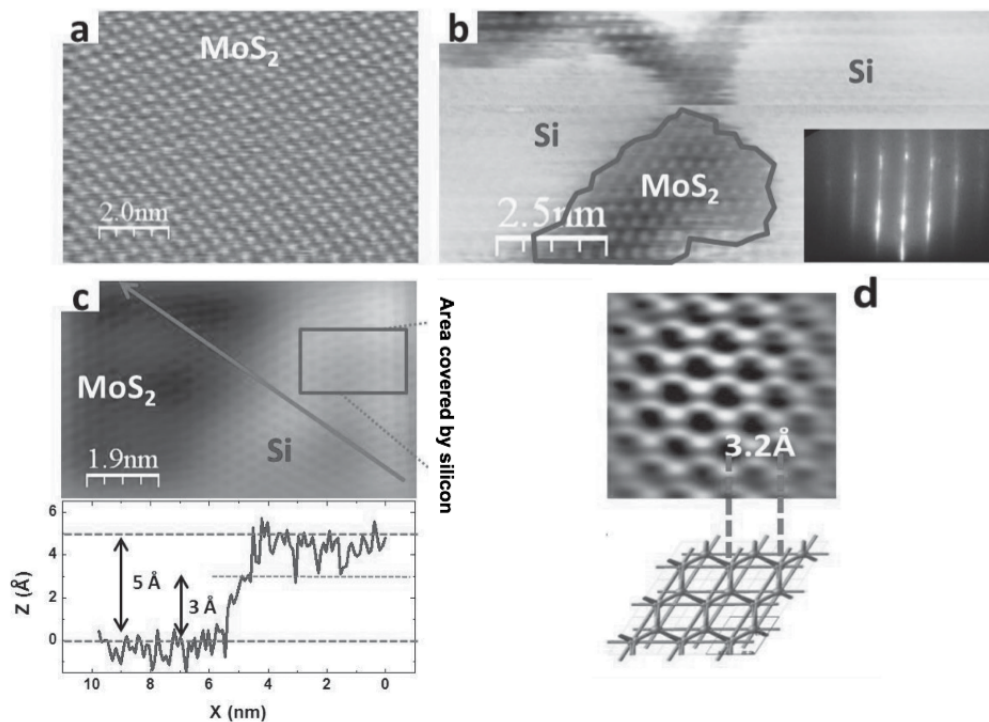 a
MoS₂
2.0nm
b
Si
Si
MoS₂
2.5nm
c
MoS₂
Si
1.9nm
Area covered by silicon
d
3.2Å
Z (Å)
6
4
2
0
5 Å
3 Å
10 8 6 4 2 0
X (nm)